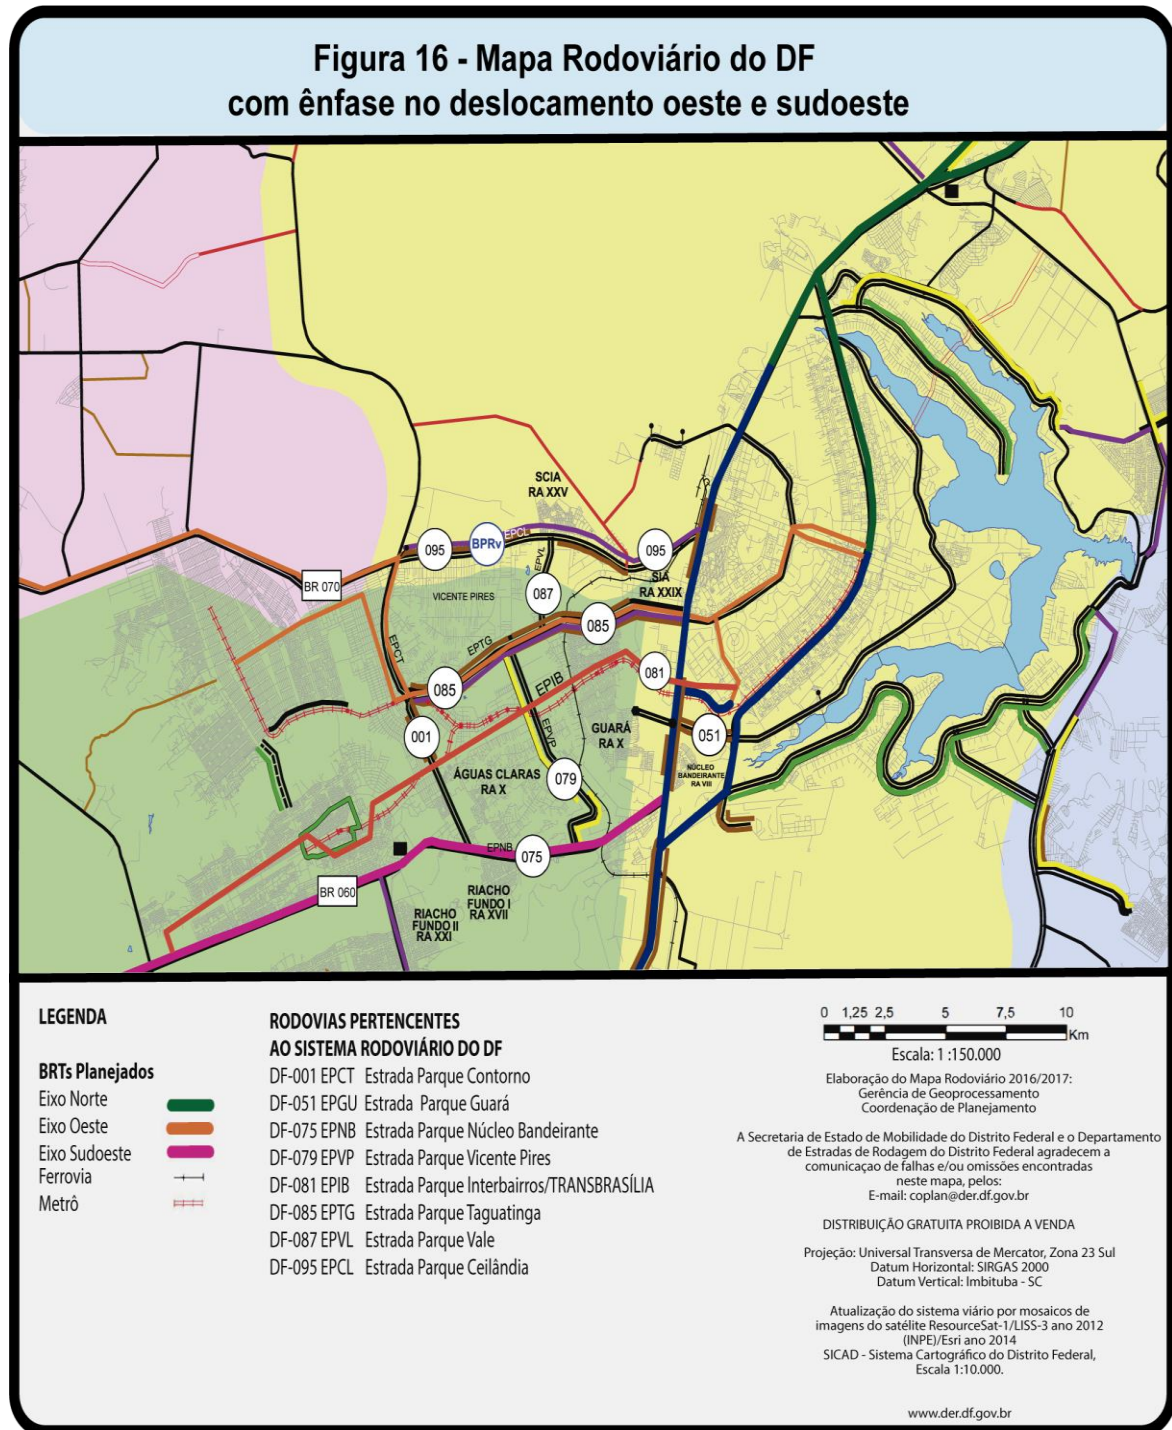 Figura 16 - Mapa Rodoviário do DF
com ênfase no deslocamento oeste e sudoeste
SCIA
RA XXV
095
BPRv
EPCL
095
EPVL
SIA
RA XXIX
BR 070
VICENTE PIRES
087
EPCT
EPTG
085
085
EPIB
081
001
EPVP
GUARÁ
RA X
051
ÁGUAS CLARAS
RA X
079
NÚCLEO
BANDEIRANTE
RA VIII
EPNB
075
BR 060
RIACHO
FUNDO I
RA XVII
RIACHO
FUNDO II
RA XXI
LEGENDA
BRTs Planejados
Eixo Norte
Eixo Oeste
Eixo Sudoeste
Ferrovia
Metrô
RODOVIAS PERTENCENTES
AO SISTEMA RODOVIÁRIO DO DF
DF-001 EPCT Estrada Parque Contorno
DF-051 EPGU Estrada Parque Guará
DF-075 EPNB Estrada Parque Núcleo Bandeirante
DF-079 EPVP Estrada Parque Vicente Pires
DF-081 EPIB Estrada Parque Interbairros/TRANSBRASÍLIA
DF-085 EPTG Estrada Parque Taguatinga
DF-087 EPVL Estrada Parque Vale
DF-095 EPCL Estrada Parque Ceilândia
0 1,25 2,5 5 7,5 10
Km
Escala: 1 :150.000
Elaboração do Mapa Rodoviário 2016/2017:
Gerência de Geoprocessamento
Coordenação de Planejamento
A Secretaria de Estado de Mobilidade do Distrito Federal e o Departamento
de Estradas de Rodagem do Distrito Federal agradecem a
comunicaçao de falhas e/ou omissões encontradas
neste mapa, pelos:
E-mail: coplan@der.df.gov.br
DISTRIBUIÇÃO GRATUITA PROIBIDA A VENDA
Projeção: Universal Transversa de Mercator, Zona 23 Sul
Datum Horizontal: SIRGAS 2000
Datum Vertical: Imbituba - SC
Atualização do sistema viário por mosaicos de
imagens do satélite ResourceSat-1/LISS-3 ano 2012
(INPE)/Esri ano 2014
SICAD - Sistema Cartográfico do Distrito Federal,
Escala 1:10.000.
www.der.df.gov.br